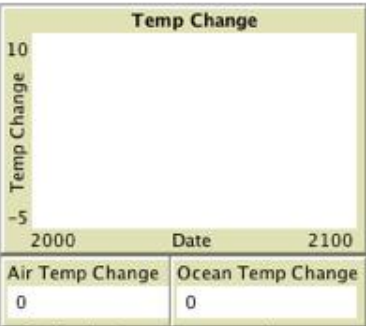 Temp Change
10
Temp Change
-5
2000 Date 2100
Air Temp Change Ocean Temp Change
0 0